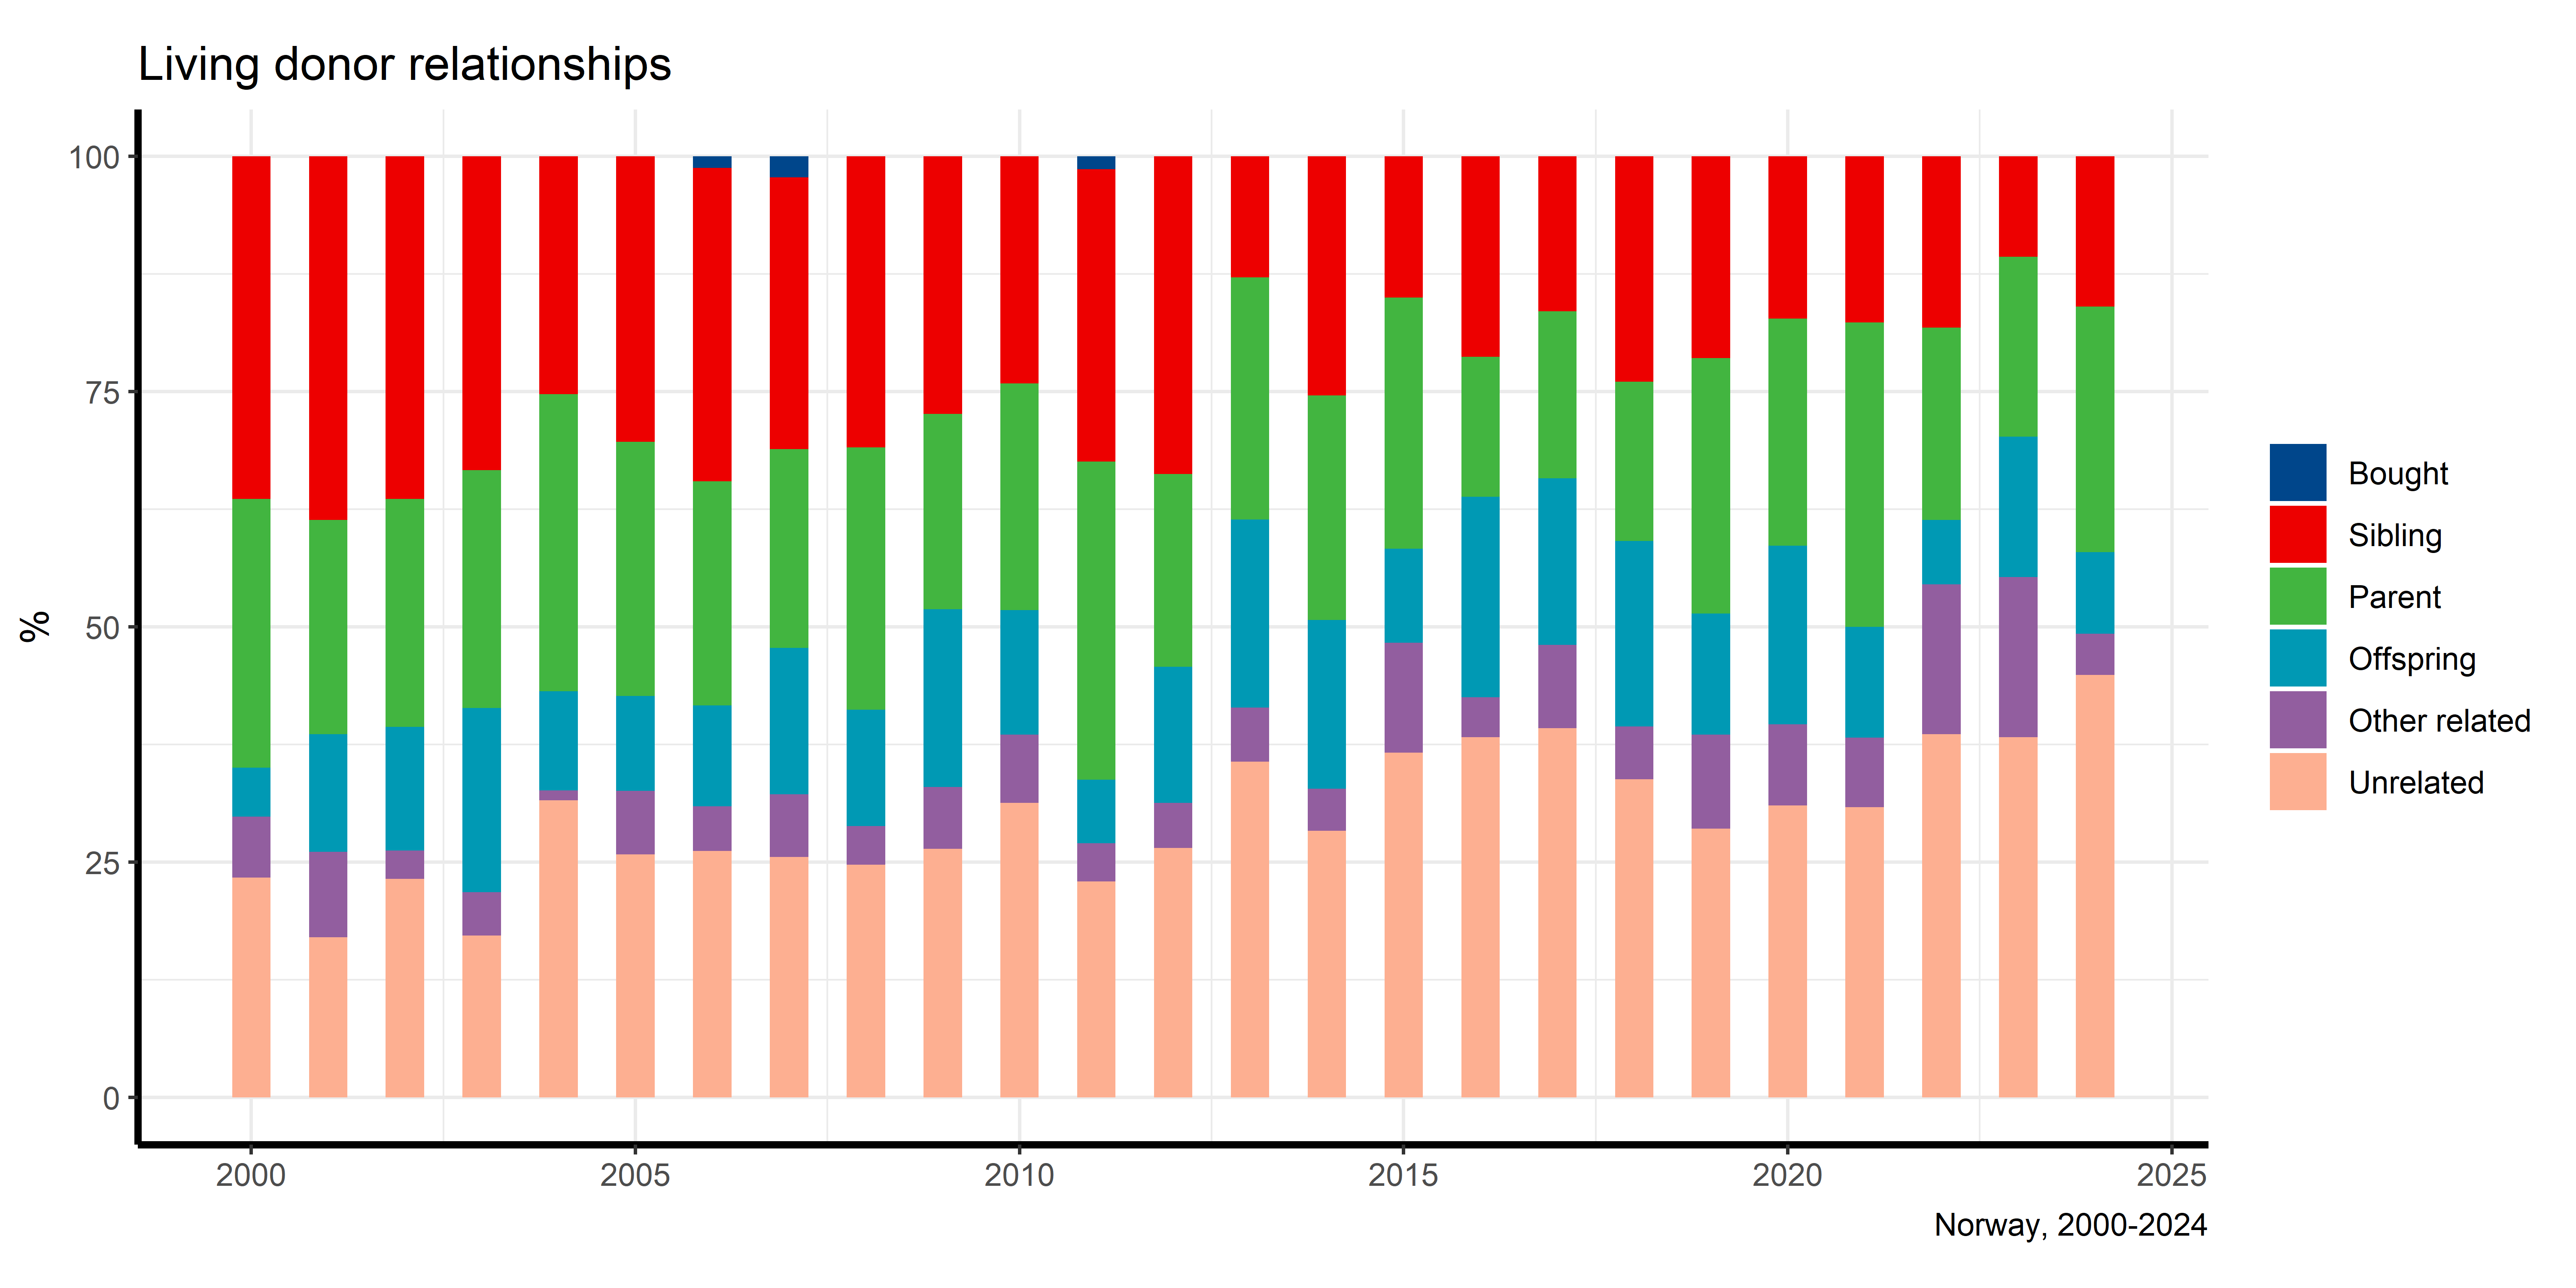 Living donor relationships
%
100
75
50
25
0
2000
2005
2010
2015
2020
2025
Bought
Sibling
Parent
Offspring
Other related
Unrelated
Norway, 2000-2024